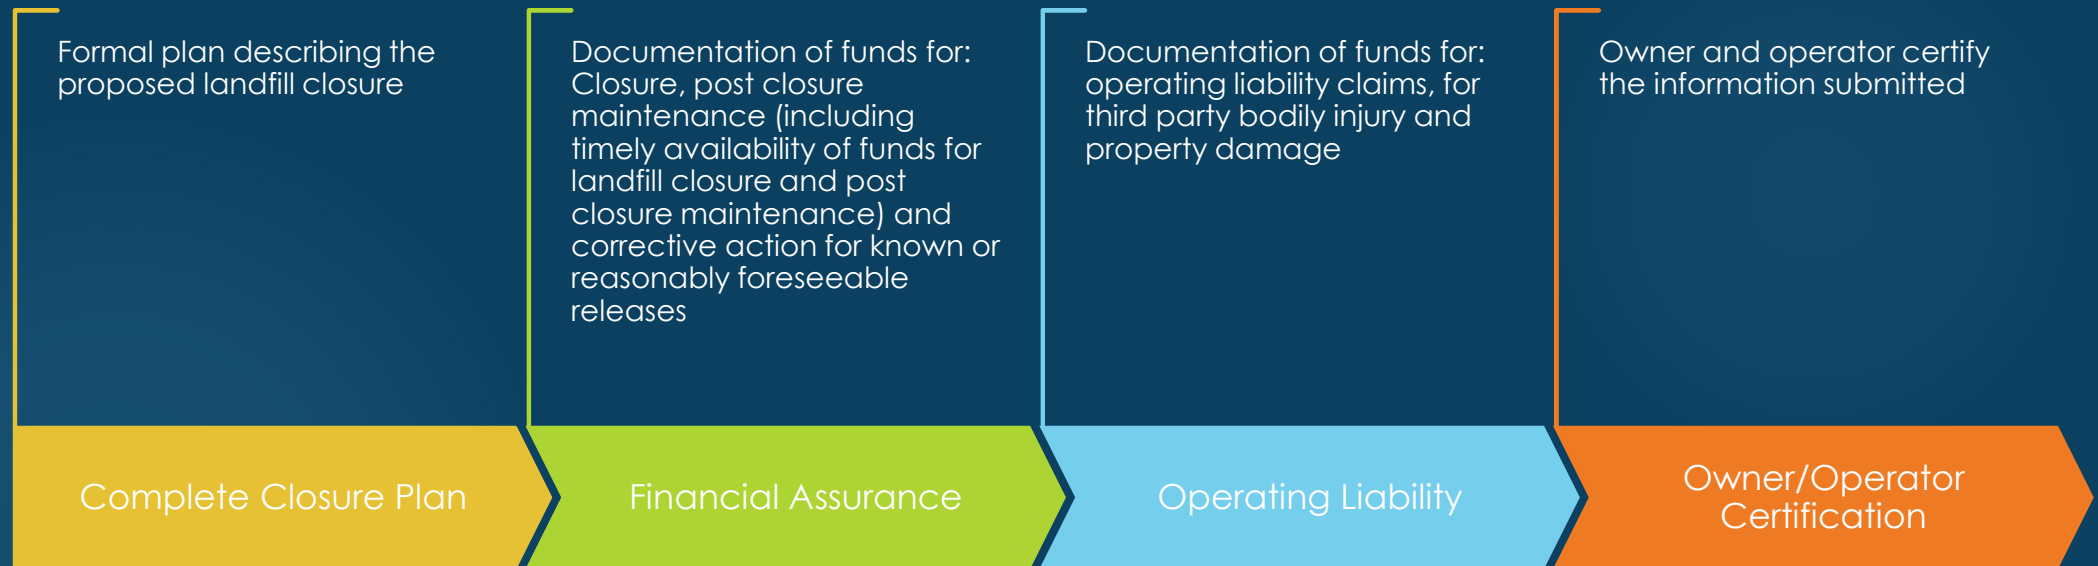 Formal plan describing the
proposed landfill closure
Documentation of funds for:
Closure, post closure
maintenance (including
timely availability of funds for
landfill closure and post
closure maintenance) and
corrective action for known or
reasonably foreseeable
releases
Documentation of funds for:
operating liability claims, for
third party bodily injury and
property damage
Owner and operator certify
the information submitted
Complete Closure Plan
Financial Assurance
Operating Liability
Owner/Operator
Certification